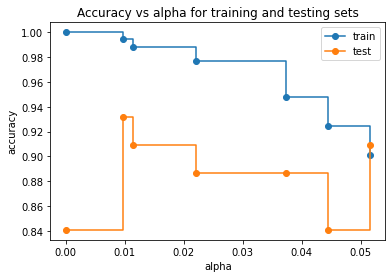 Accuracy vs alpha for training and testing sets
train
test
accuracy
1.00
0.98
0.96
0.94
0.92
0.90
0.88
0.86
0.84
0.00 0.01 0.02 0.03 0.04 0.05
alpha